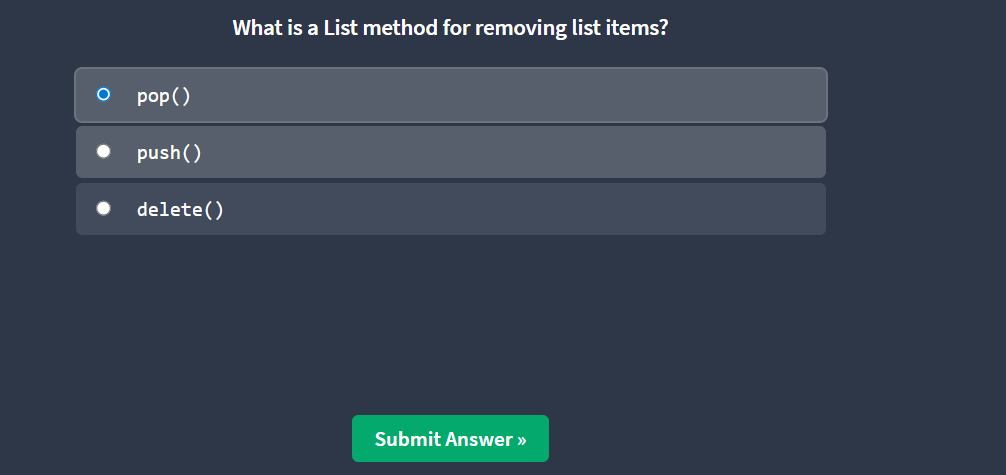 What is a List method for removing list items?
pop()
push()
delete()
Submit Answer »